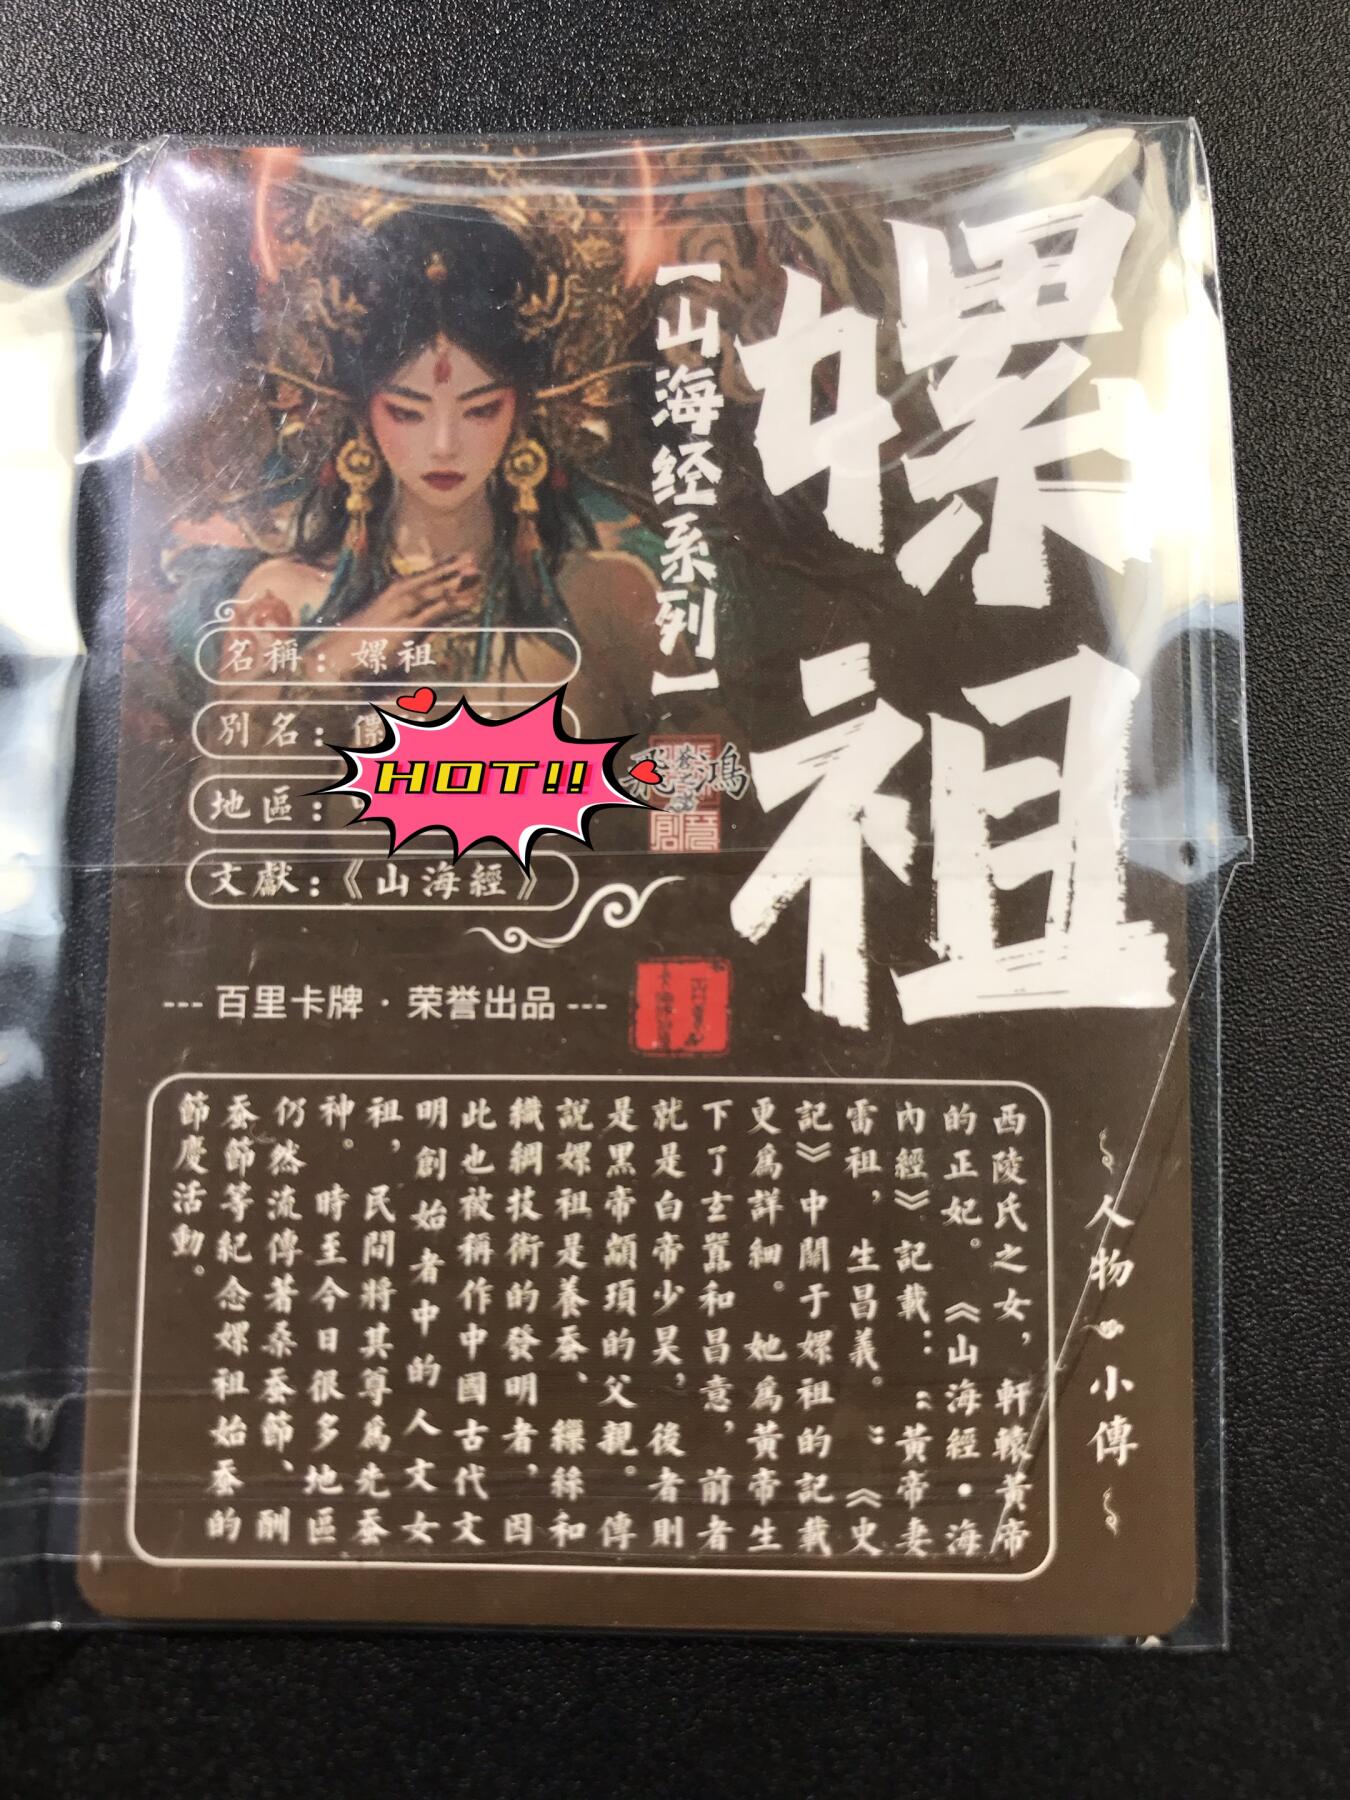 嫘祖
【山海经系列】
名稱：嫘祖
別名：
地區：
文獻：《山海經》
HOT!!
飛鴻
--- 百里卡牌 · 荣誉出品 ---
人物小傳
西陵氏之女，軒轅黃帝
的正妃。《山海經·海
內經》記載：“黃帝妻
雷祖，生昌義。”《史
記》中關于嫘祖的記載
更爲詳細。她爲黃帝生
下了玄囂和昌意，前者
就是白帝少昊，後者則
是黑帝顓頊的父親。傳
說嫘祖是養蚕、繅絲和
織綢技術的發明者，因
此也被稱作中國古代文
明創始者中的人文女
祖，民間將其尊爲先蚕
神。時至今日很多地區
仍然流傳著桑蚕節、酬
蚕節等紀念嫘祖始蚕的
節慶活動。